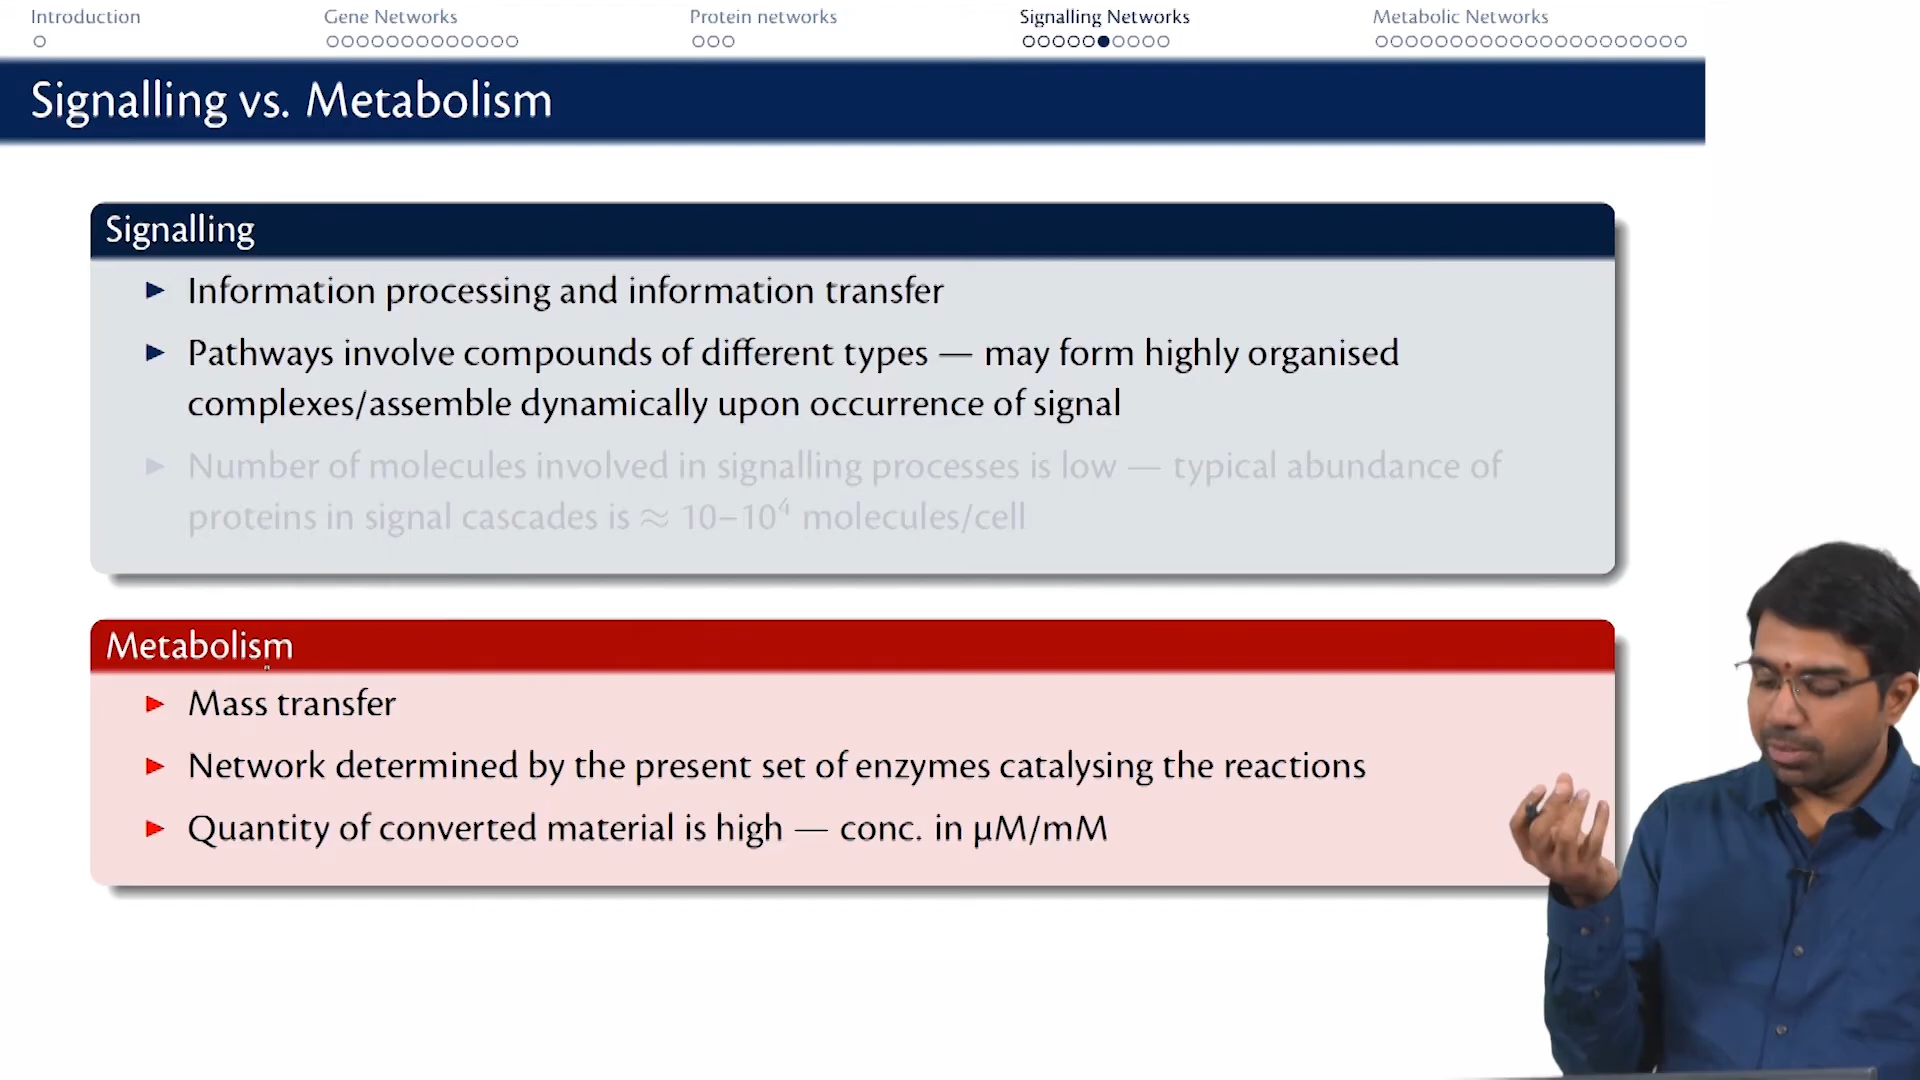 Introduction
Gene Networks
Protein networks
Signalling Networks
Metabolic Networks
Signalling vs. Metabolism
Signalling
► Information processing and information transfer
► Pathways involve compounds of different types — may form highly organised
complexes/assemble dynamically upon occurrence of signal
► Number of molecules involved in signalling processes is low — typical abundance of
proteins in signal cascades is ≈ 10–10⁴ molecules/cell
Metabolism
► Mass transfer
► Network determined by the present set of enzymes catalysing the reactions
► Quantity of converted material is high — conc. in µM/mM